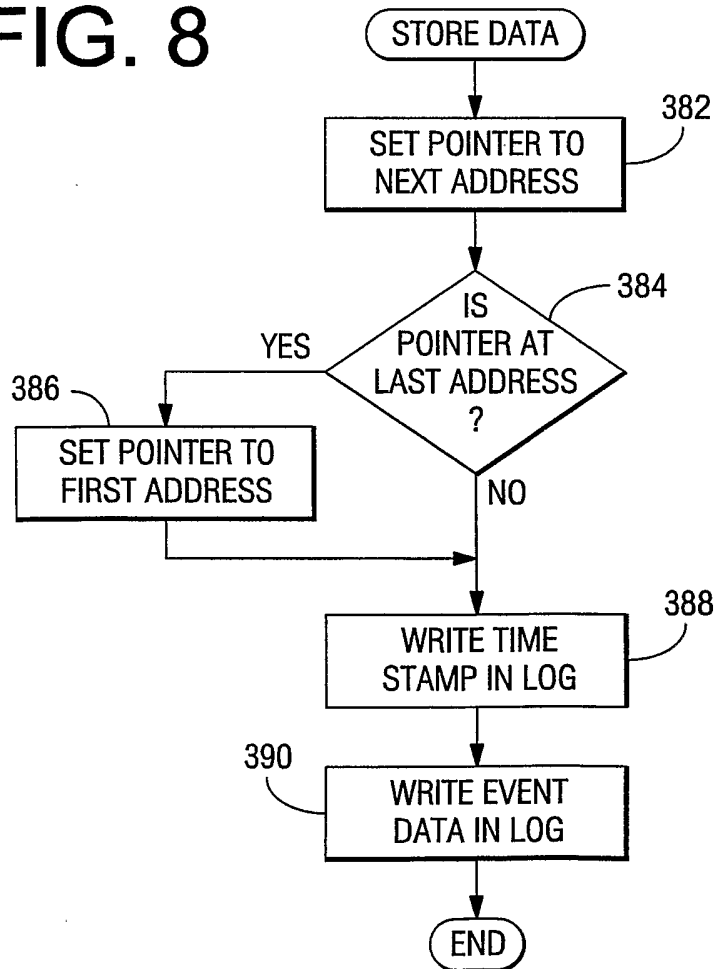 FIG. 8
STORE DATA
382
SET POINTER TO
NEXT ADDRESS
384
IS
POINTER AT
LAST ADDRESS
?
YES
386
SET POINTER TO
FIRST ADDRESS
NO
388
WRITE TIME
STAMP IN LOG
390
WRITE EVENT
DATA IN LOG
END